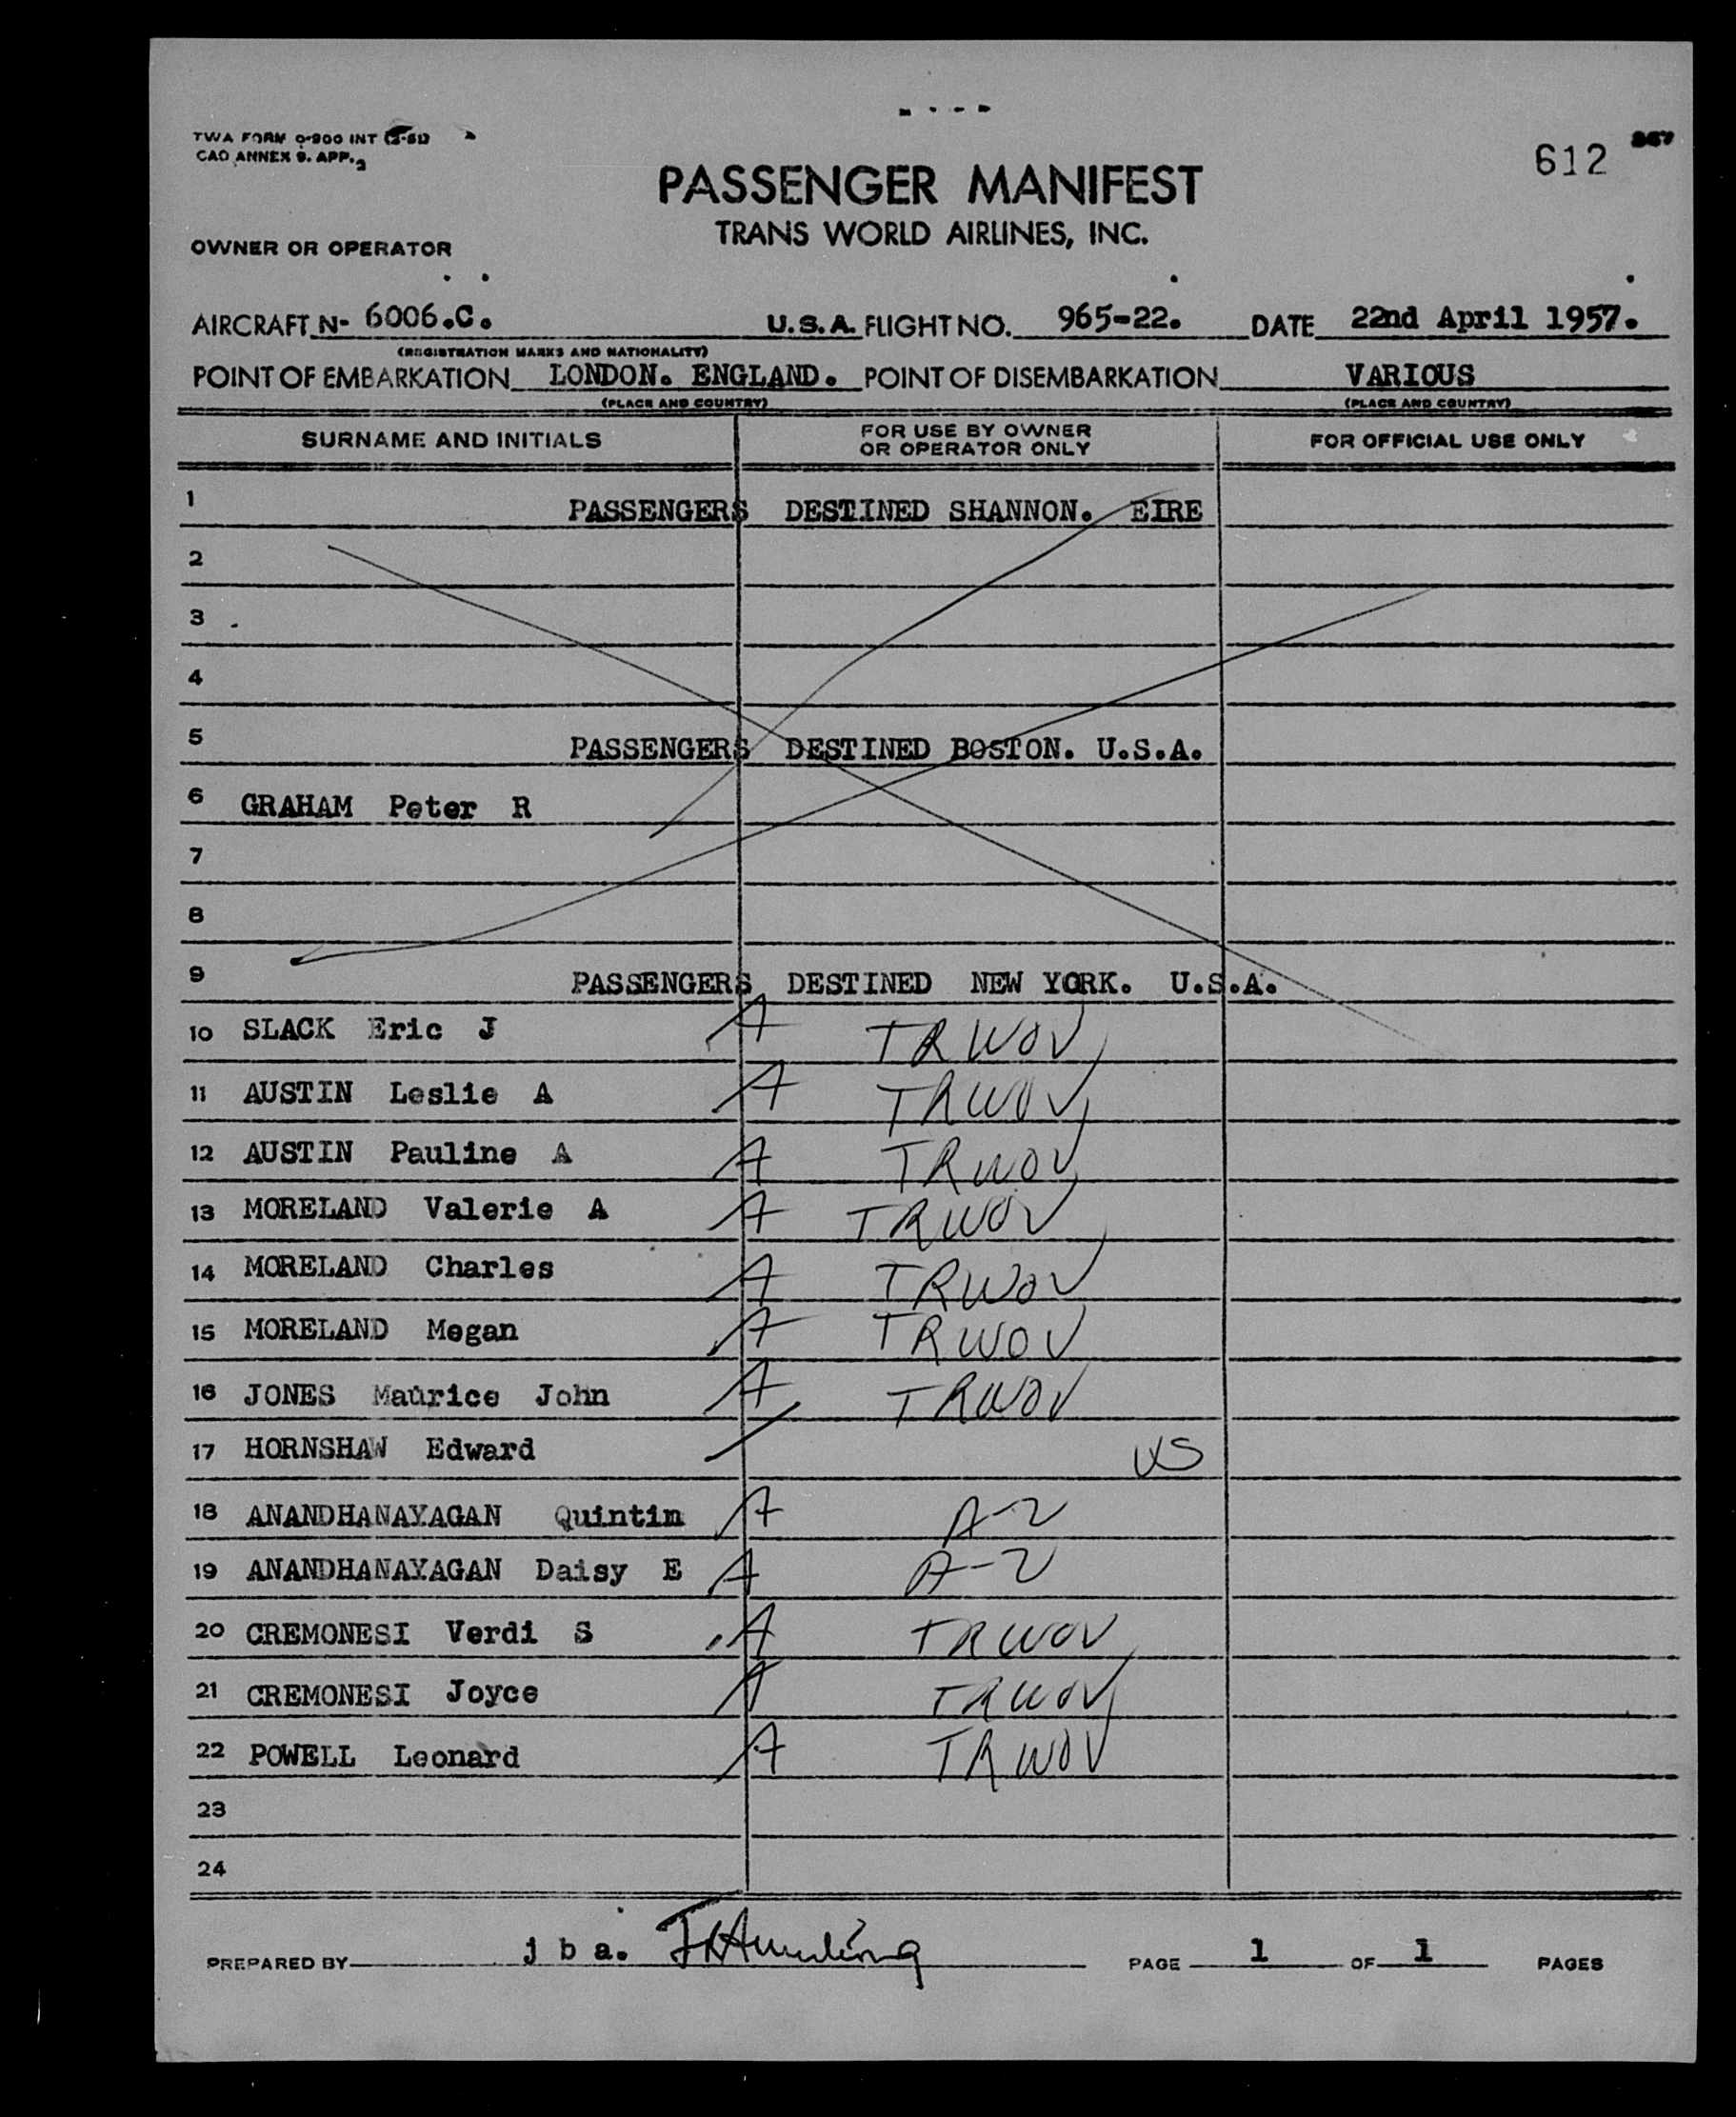 TWA FORM 0-900 INT (3-51)
CAO ANNEX 9. APP. 3
612
PASSENGER MANIFEST
TRANS WORLD AIRLINES, INC.
OWNER OR OPERATOR
AIRCRAFT N- 6006.C. U.S.A. FLIGHT NO. 965-22. DATE 22nd April 1957.
(REGISTRATION MARKS AND NATIONALITY)
POINT OF EMBARKATION LONDON. ENGLAND. POINT OF DISEMBARKATION VARIOUS
(PLACE AND COUNTRY) (PLACE AND COUNTRY)
SURNAME AND INITIALS FOR USE BY OWNER OR OPERATOR ONLY FOR OFFICIAL USE ONLY
1 PASSENGERS DESTINED SHANNON. EIRE
2
3
4
5 PASSENGERS DESTINED BOSTON. U.S.A.
6 GRAHAM Peter R
7
8
9 PASSENGERS DESTINED NEW YORK. U.S.A.
10 SLACK Eric J A TRWOV
11 AUSTIN Leslie A A TRWOV
12 AUSTIN Pauline A A TRWOV
13 MORELAND Valerie A A TRWOV
14 MORELAND Charles A TRWOV
15 MORELAND Megan A TRWOV
16 JONES Maurice John A TRWOV
17 HORNSHAW Edward US
18 ANANDHANAYAGAN Quintin A A-2
19 ANANDHANAYAGAN Daisy E A A-2
20 CREMONESI Verdi S A TRWOV
21 CREMONESI Joyce A TRWOV
22 POWELL Leonard A TRWOV
23
24
PREPARED BY j b a. PAGE 1 OF 1 PAGES